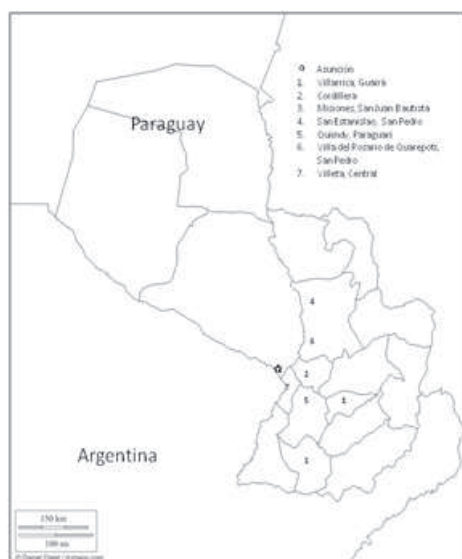 Asunción
1. Villarrica, Guairá
2. Cordillera
3. Misiones, San Juan Bautista
4. San Estanislao, San Pedro
5. Quiindy, Paraguarí
6. Villa del Rosario de Guarepotí,
San Pedro
7. Villeta, Central
Paraguay
4
6
2
7
5
1
1
Argentina
150 km
100 mi